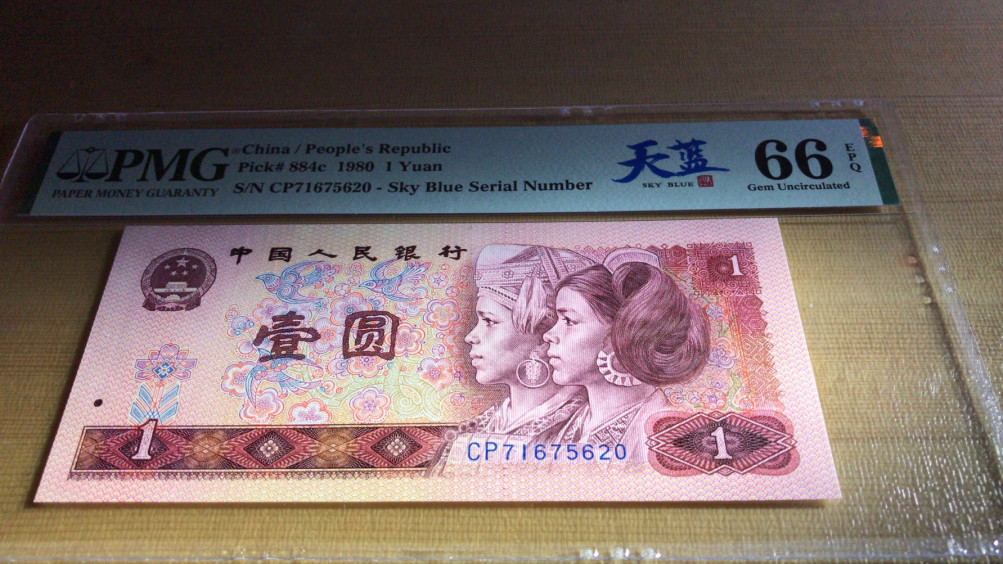 PMG
PAPER MONEY GUARANTY
China / People's Republic
Pick# 884c 1980 1 Yuan
S/N CP71675620 - Sky Blue Serial Number
天蓝
SKY BLUE
66
EPQ
Gem Uncirculated
中国人民银行
1
壹圆
CP71675620
1
1